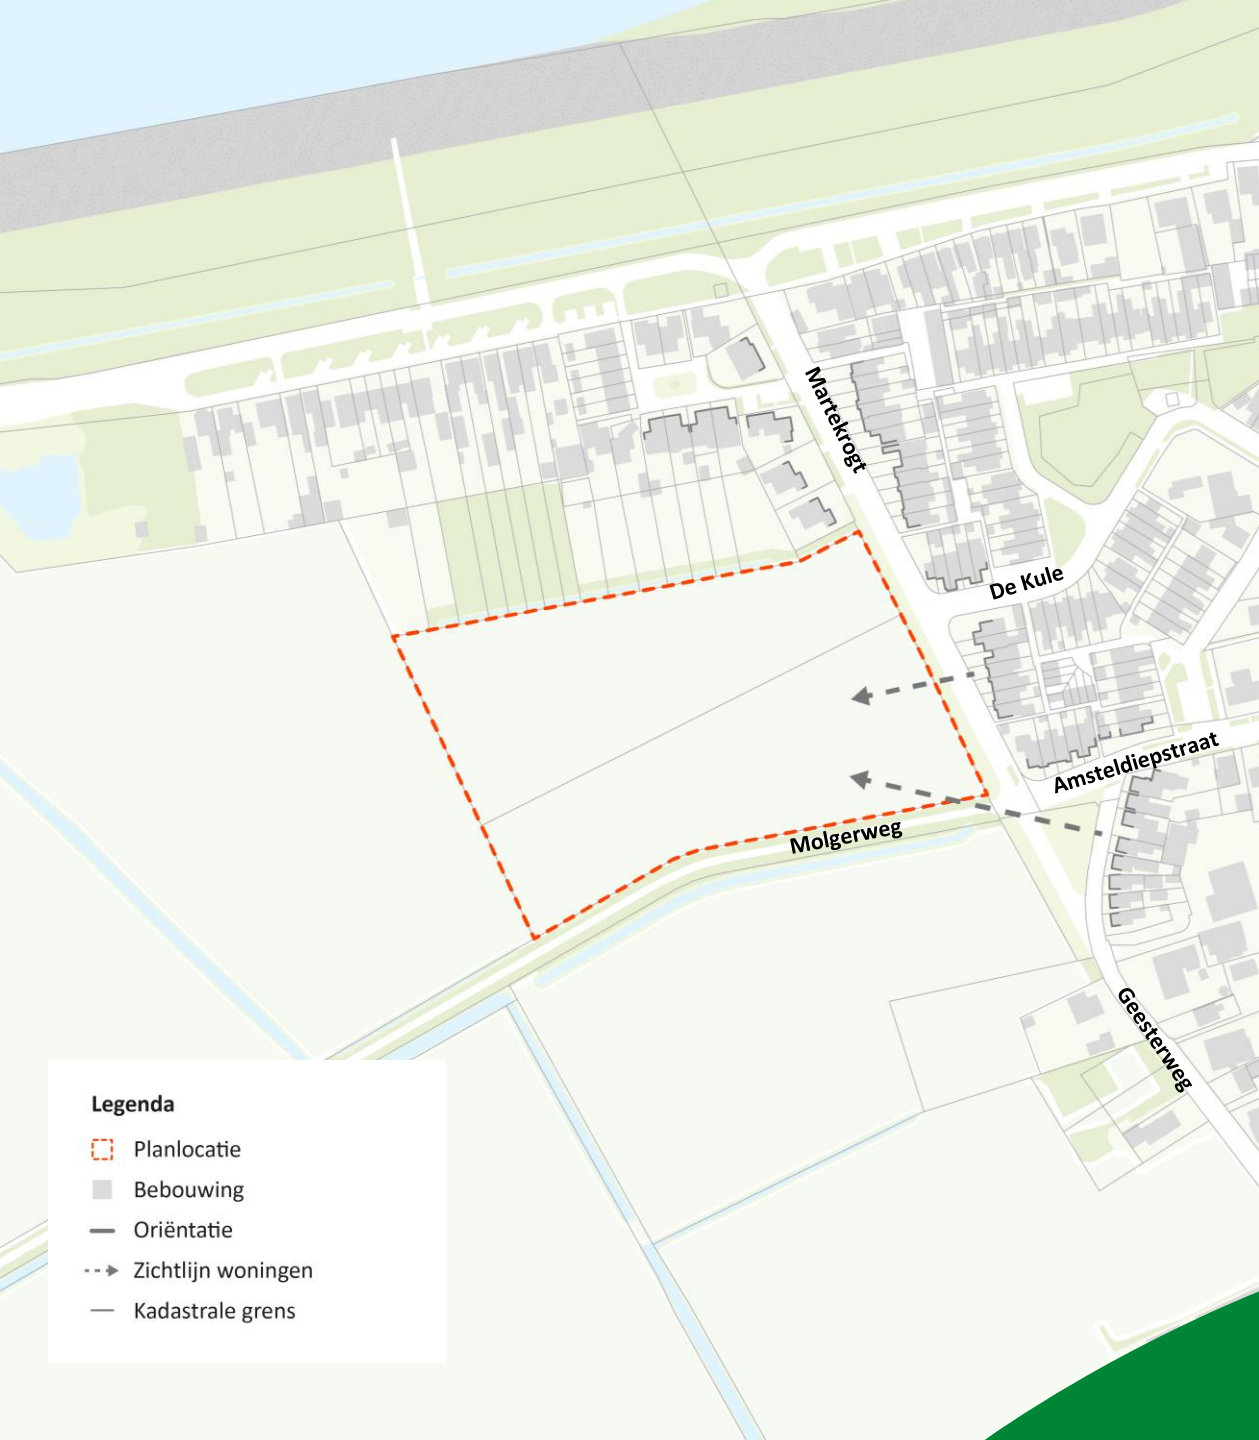 Martekrogt
De Kule
Amsteldiepstraat
Molgerweg
Geesterweg
Legenda
Planlocatie
Bebouwing
Oriëntatie
Zichtlijn woningen
Kadastrale grens